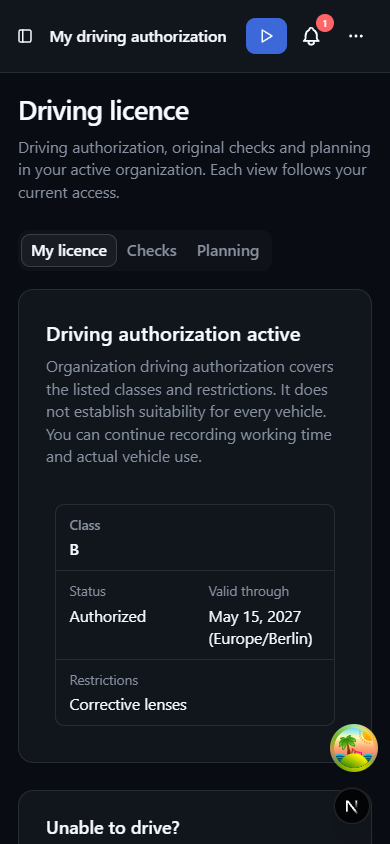 My driving authorization
1
Driving licence
Driving authorization, original checks and planning
in your active organization. Each view follows your
current access.
My licence Checks Planning
Driving authorization active
Organization driving authorization covers
the listed classes and restrictions. It does
not establish suitability for every vehicle.
You can continue recording working time
and actual vehicle use.
Class
B
Status
Authorized
Valid through
May 15, 2027
(Europe/Berlin)
Restrictions
Corrective lenses
N
Unable to drive?